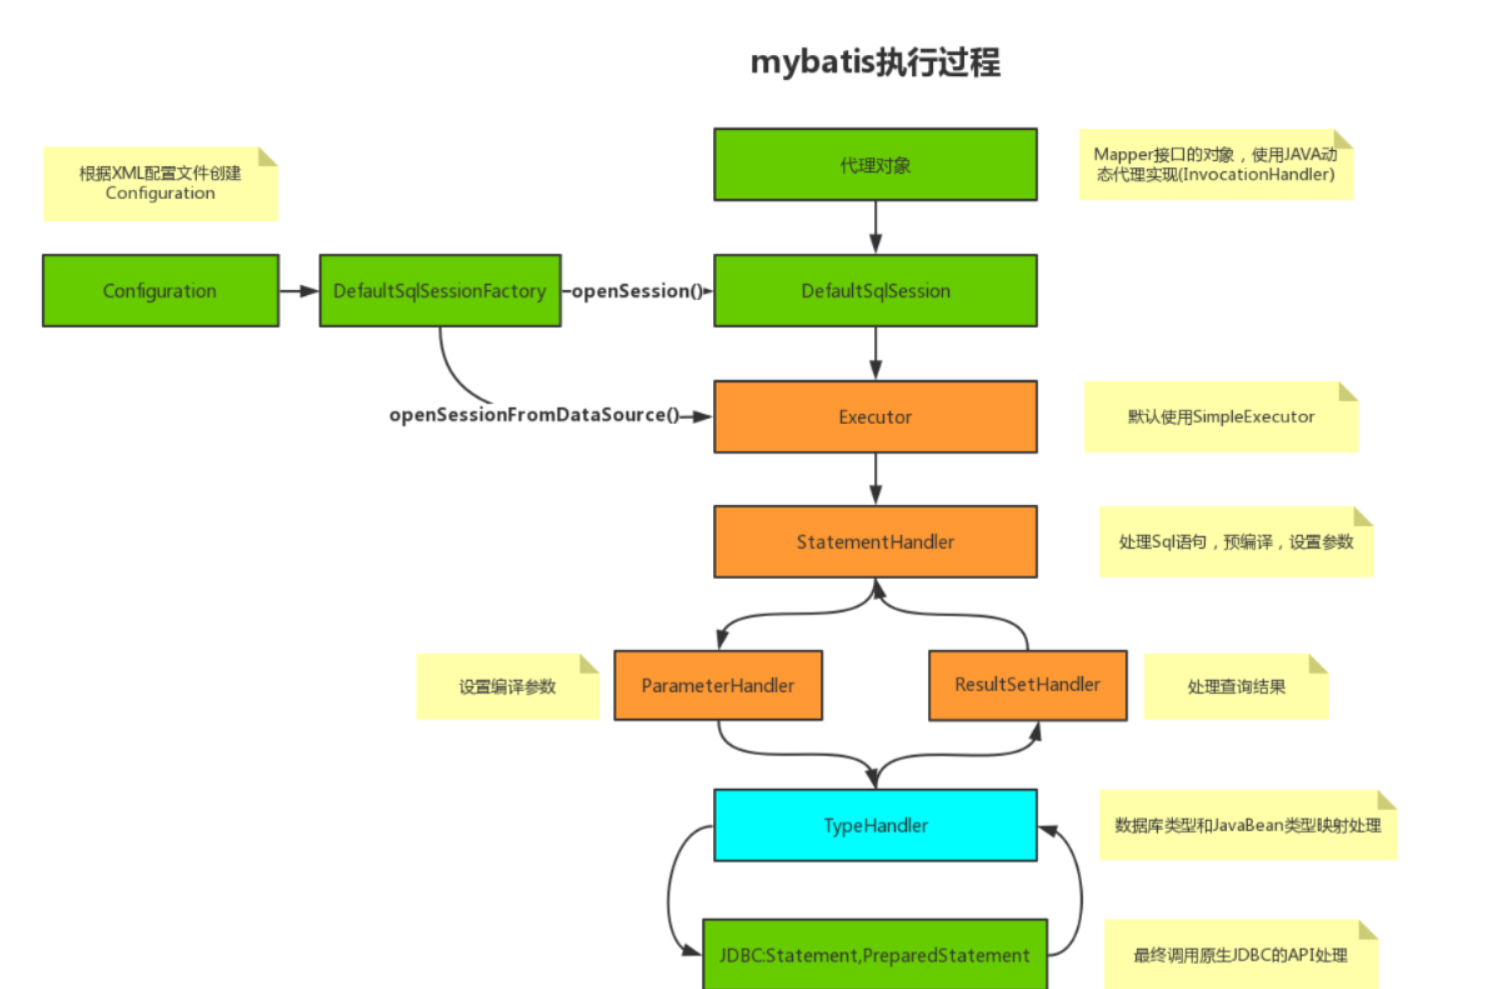 mybatis执行过程
根据XML配置文件创建
Configuration
代理对象
Mapper接口的对象，使用JAVA动
态代理实现(InvocationHandler)
Configuration
DefaultSqlSessionFactory
openSession()
DefaultSqlSession
openSessionFromDataSource()
Executor
默认使用SimpleExecutor
StatementHandler
处理Sql语句，预编译，设置参数
设置编译参数
ParameterHandler
ResultSetHandler
处理查询结果
TypeHandler
数据库类型和JavaBean类型映射处理
JDBC:Statement,PreparedStatement
最终调用原生JDBC的API处理